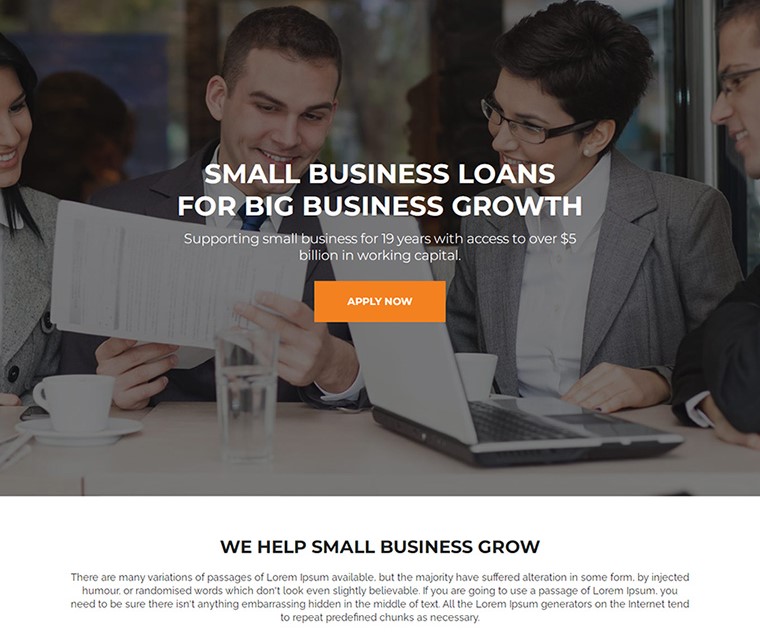 SMALL BUSINESS LOANS
FOR BIG BUSINESS GROWTH
Supporting small business for 19 years with access to over $5
billion in working capital.
APPLY NOW
WE HELP SMALL BUSINESS GROW
There are many variations of passages of Lorem Ipsum available, but the majority have suffered alteration in some form, by injected
humour, or randomised words which don't look even slightly believable. If you are going to use a passage of Lorem Ipsum, you
need to be sure there isn't anything embarrassing hidden in the middle of text. All the Lorem Ipsum generators on the Internet tend
to repeat predefined chunks as necessary.